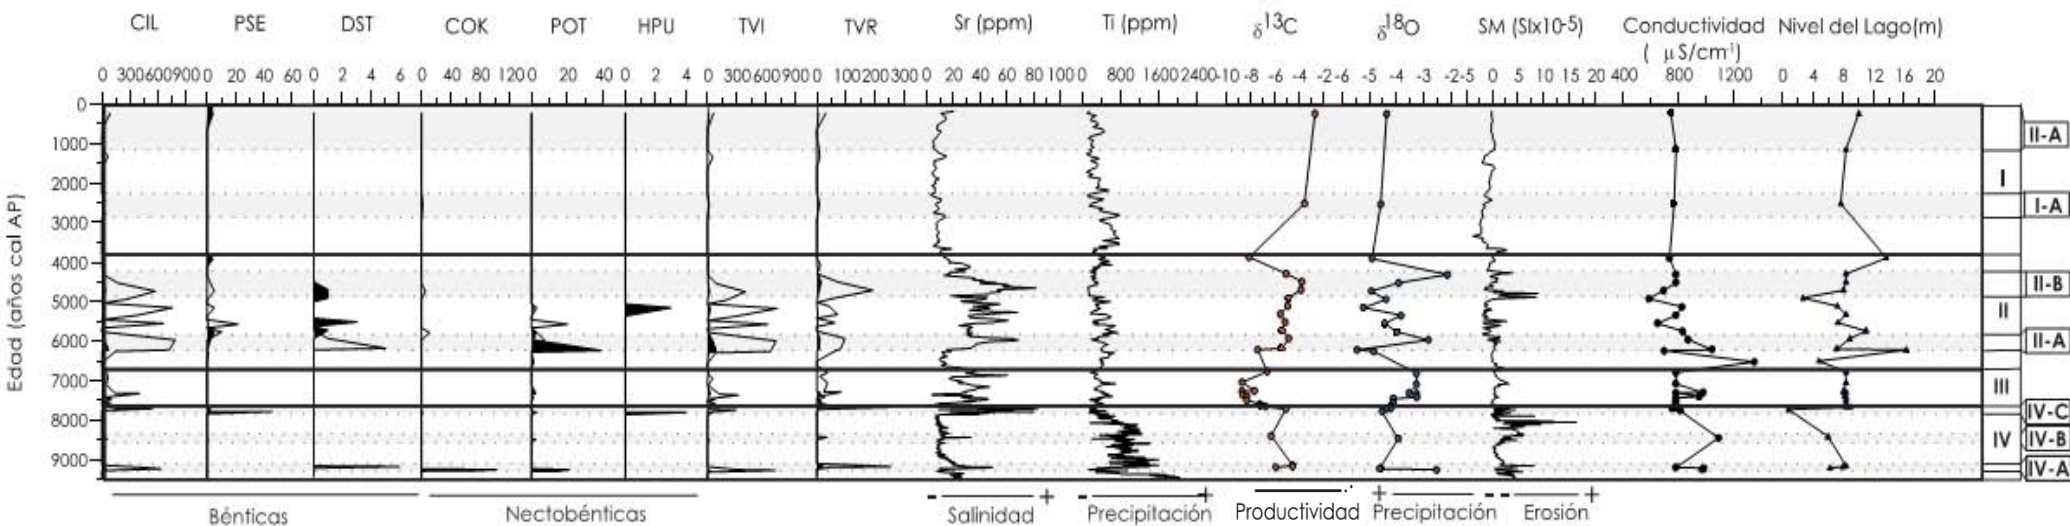 CIL PSE DST COK POT HPU TVI TVR Sr (ppm) Ti (ppm) δ13C δ18O SM (SIx10-5) Conductividad Nivel del Lago(m)
( μS/cm-1)
0 300600900 0 20 40 60 0 2 4 6 0 40 80 120 0 20 40 0 2 4 0 300600900 0 100200300 0 20 40 60 80 100 0 800 1600 2400 -10 -8 -6 -4 -2 -6 -5 -4 -3 -2 -5 0 5 10 15 20 400 800 1200 0 4 8 12 16 20
Edad (años cal AP)
0
1000
2000
3000
4000
5000
6000
7000
8000
9000
II-A
I
I-A
II-B
II
II-A
III
IV-C
IV
IV-B
IV-A
- + - + + - - +
Bénticas Nectobénticas Salinidad Precipitación Productividad Precipitación Erosión